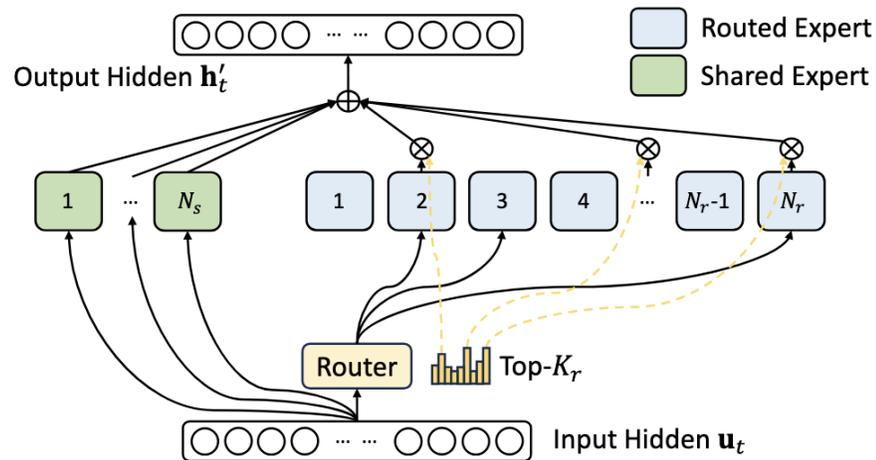 ··· ···
Routed Expert
Output Hidden 𝐡′ₜ
Shared Expert
1 ··· Nₛ 1 2 3 4 ··· Nᵣ-1 Nᵣ
Router
Top-Kᵣ
··· ···
Input Hidden 𝐮ₜ